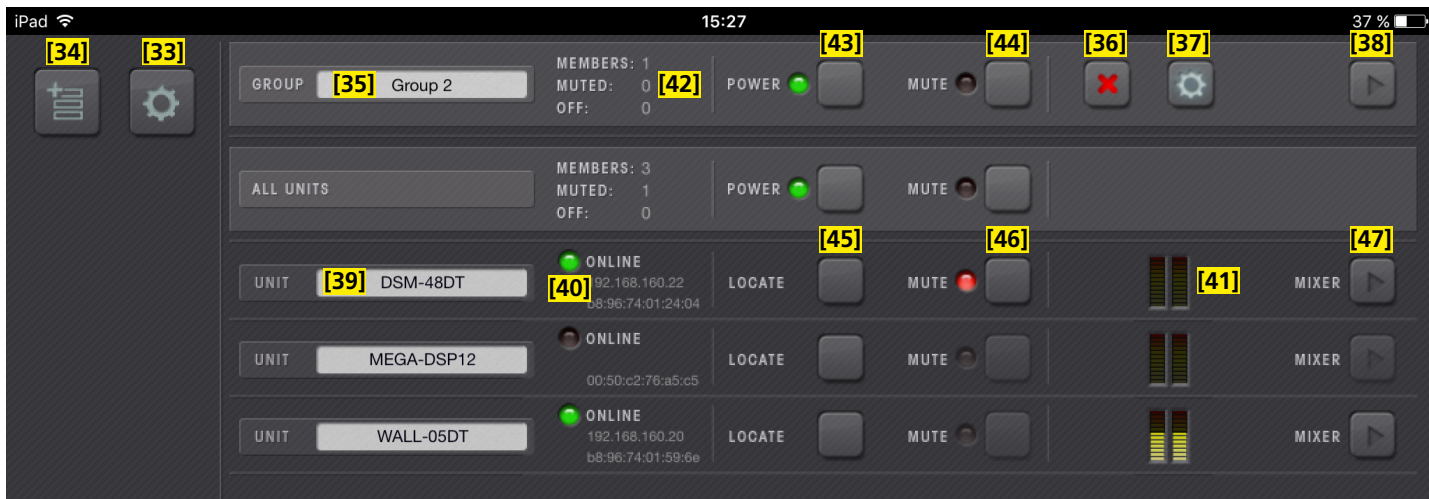 iPad 15:27 37 %
[34] [33] [43] [44] [36] [37] [38]
GROUP [35] Group 2 MEMBERS: 1 POWER MUTE
MUTED: 0 [42]
OFF: 0
ALL UNITS MEMBERS: 3 POWER MUTE
MUTED: 1
OFF: 0
[45] [46] [47]
UNIT [39] DSM-48DT [40] ONLINE LOCATE MUTE [41] MIXER
192.168.160.22
b8:96:74:01:24:04
UNIT MEGA-DSP12 ONLINE LOCATE MUTE MIXER
00:50:c2:76:a5:c5
UNIT WALL-05DT ONLINE LOCATE MUTE MIXER
192.168.160.20
b8:96:74:01:59:6e